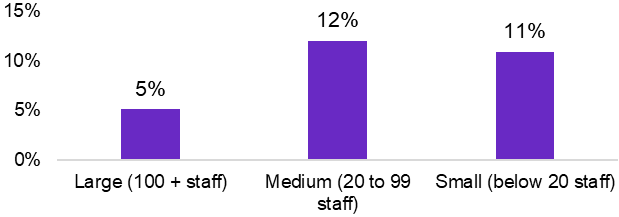 15%
12%
11%
10%
5%
5%
0%
Large (100 + staff)
Medium (20 to 99
staff)
Small (below 20 staff)